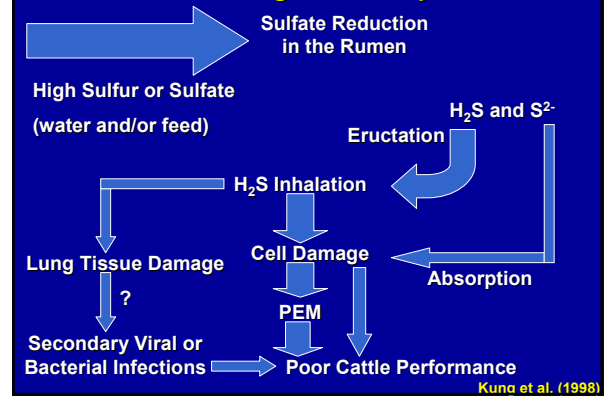 Sulfate Reduction
in the Rumen
High Sulfur or Sulfate
(water and/or feed)
H₂S and S²⁻
Eructation
H₂S Inhalation
Lung Tissue Damage
Cell Damage
Absorption
?
PEM
Secondary Viral or
Bacterial Infections
Poor Cattle Performance
Kung et al. (1998)